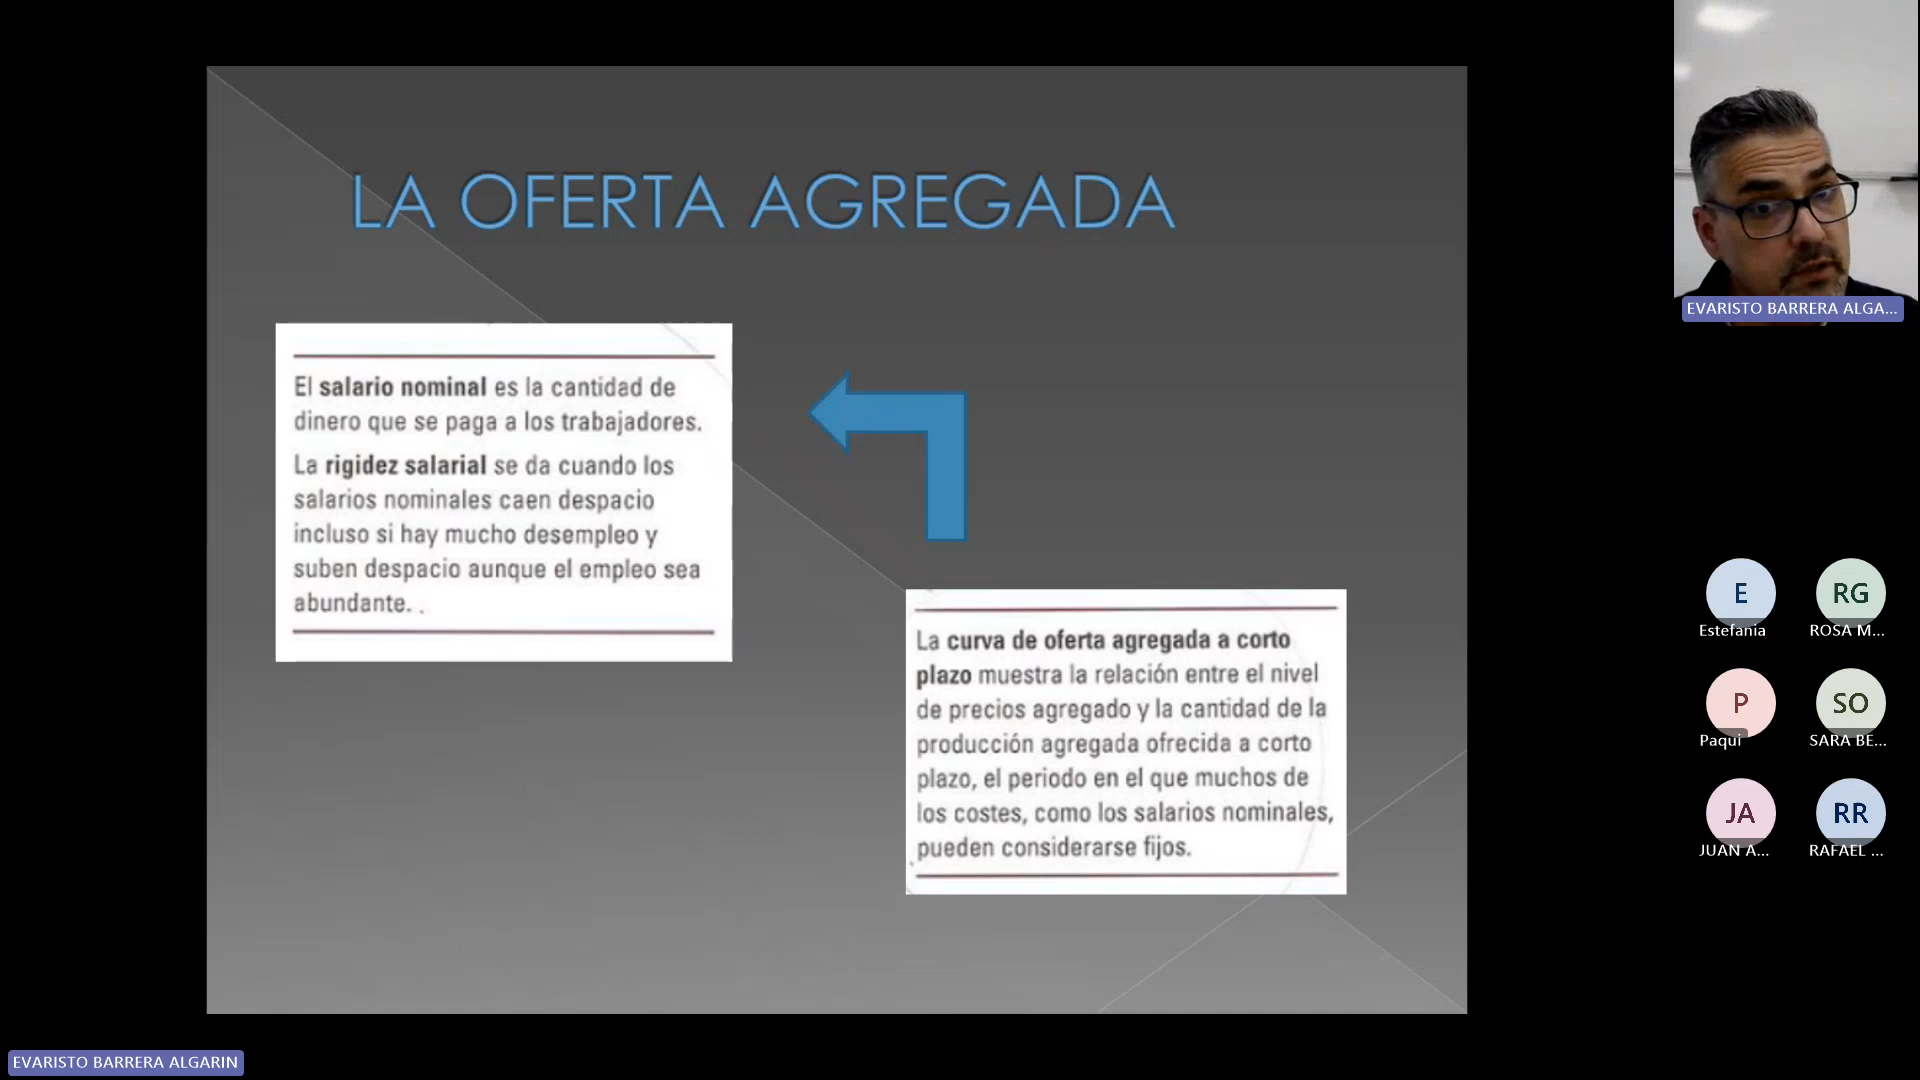 LA OFERTA AGREGADA
El salario nominal es la cantidad de
dinero que se paga a los trabajadores.
La rigidez salarial se da cuando los
salarios nominales caen despacio
incluso si hay mucho desempleo y
suben despacio aunque el empleo sea
abundante. .
La curva de oferta agregada a corto
plazo muestra la relación entre el nivel
de precios agregado y la cantidad de la
producción agregada ofrecida a corto
plazo, el periodo en el que muchos de
los costes, como los salarios nominales,
pueden considerarse fijos.
EVARISTO BARRERA ALGA...
E
Estefania
RG
ROSA M...
P
Paqui
SO
SARA BE...
JA
JUAN A...
RR
RAFAEL ...
EVARISTO BARRERA ALGARIN